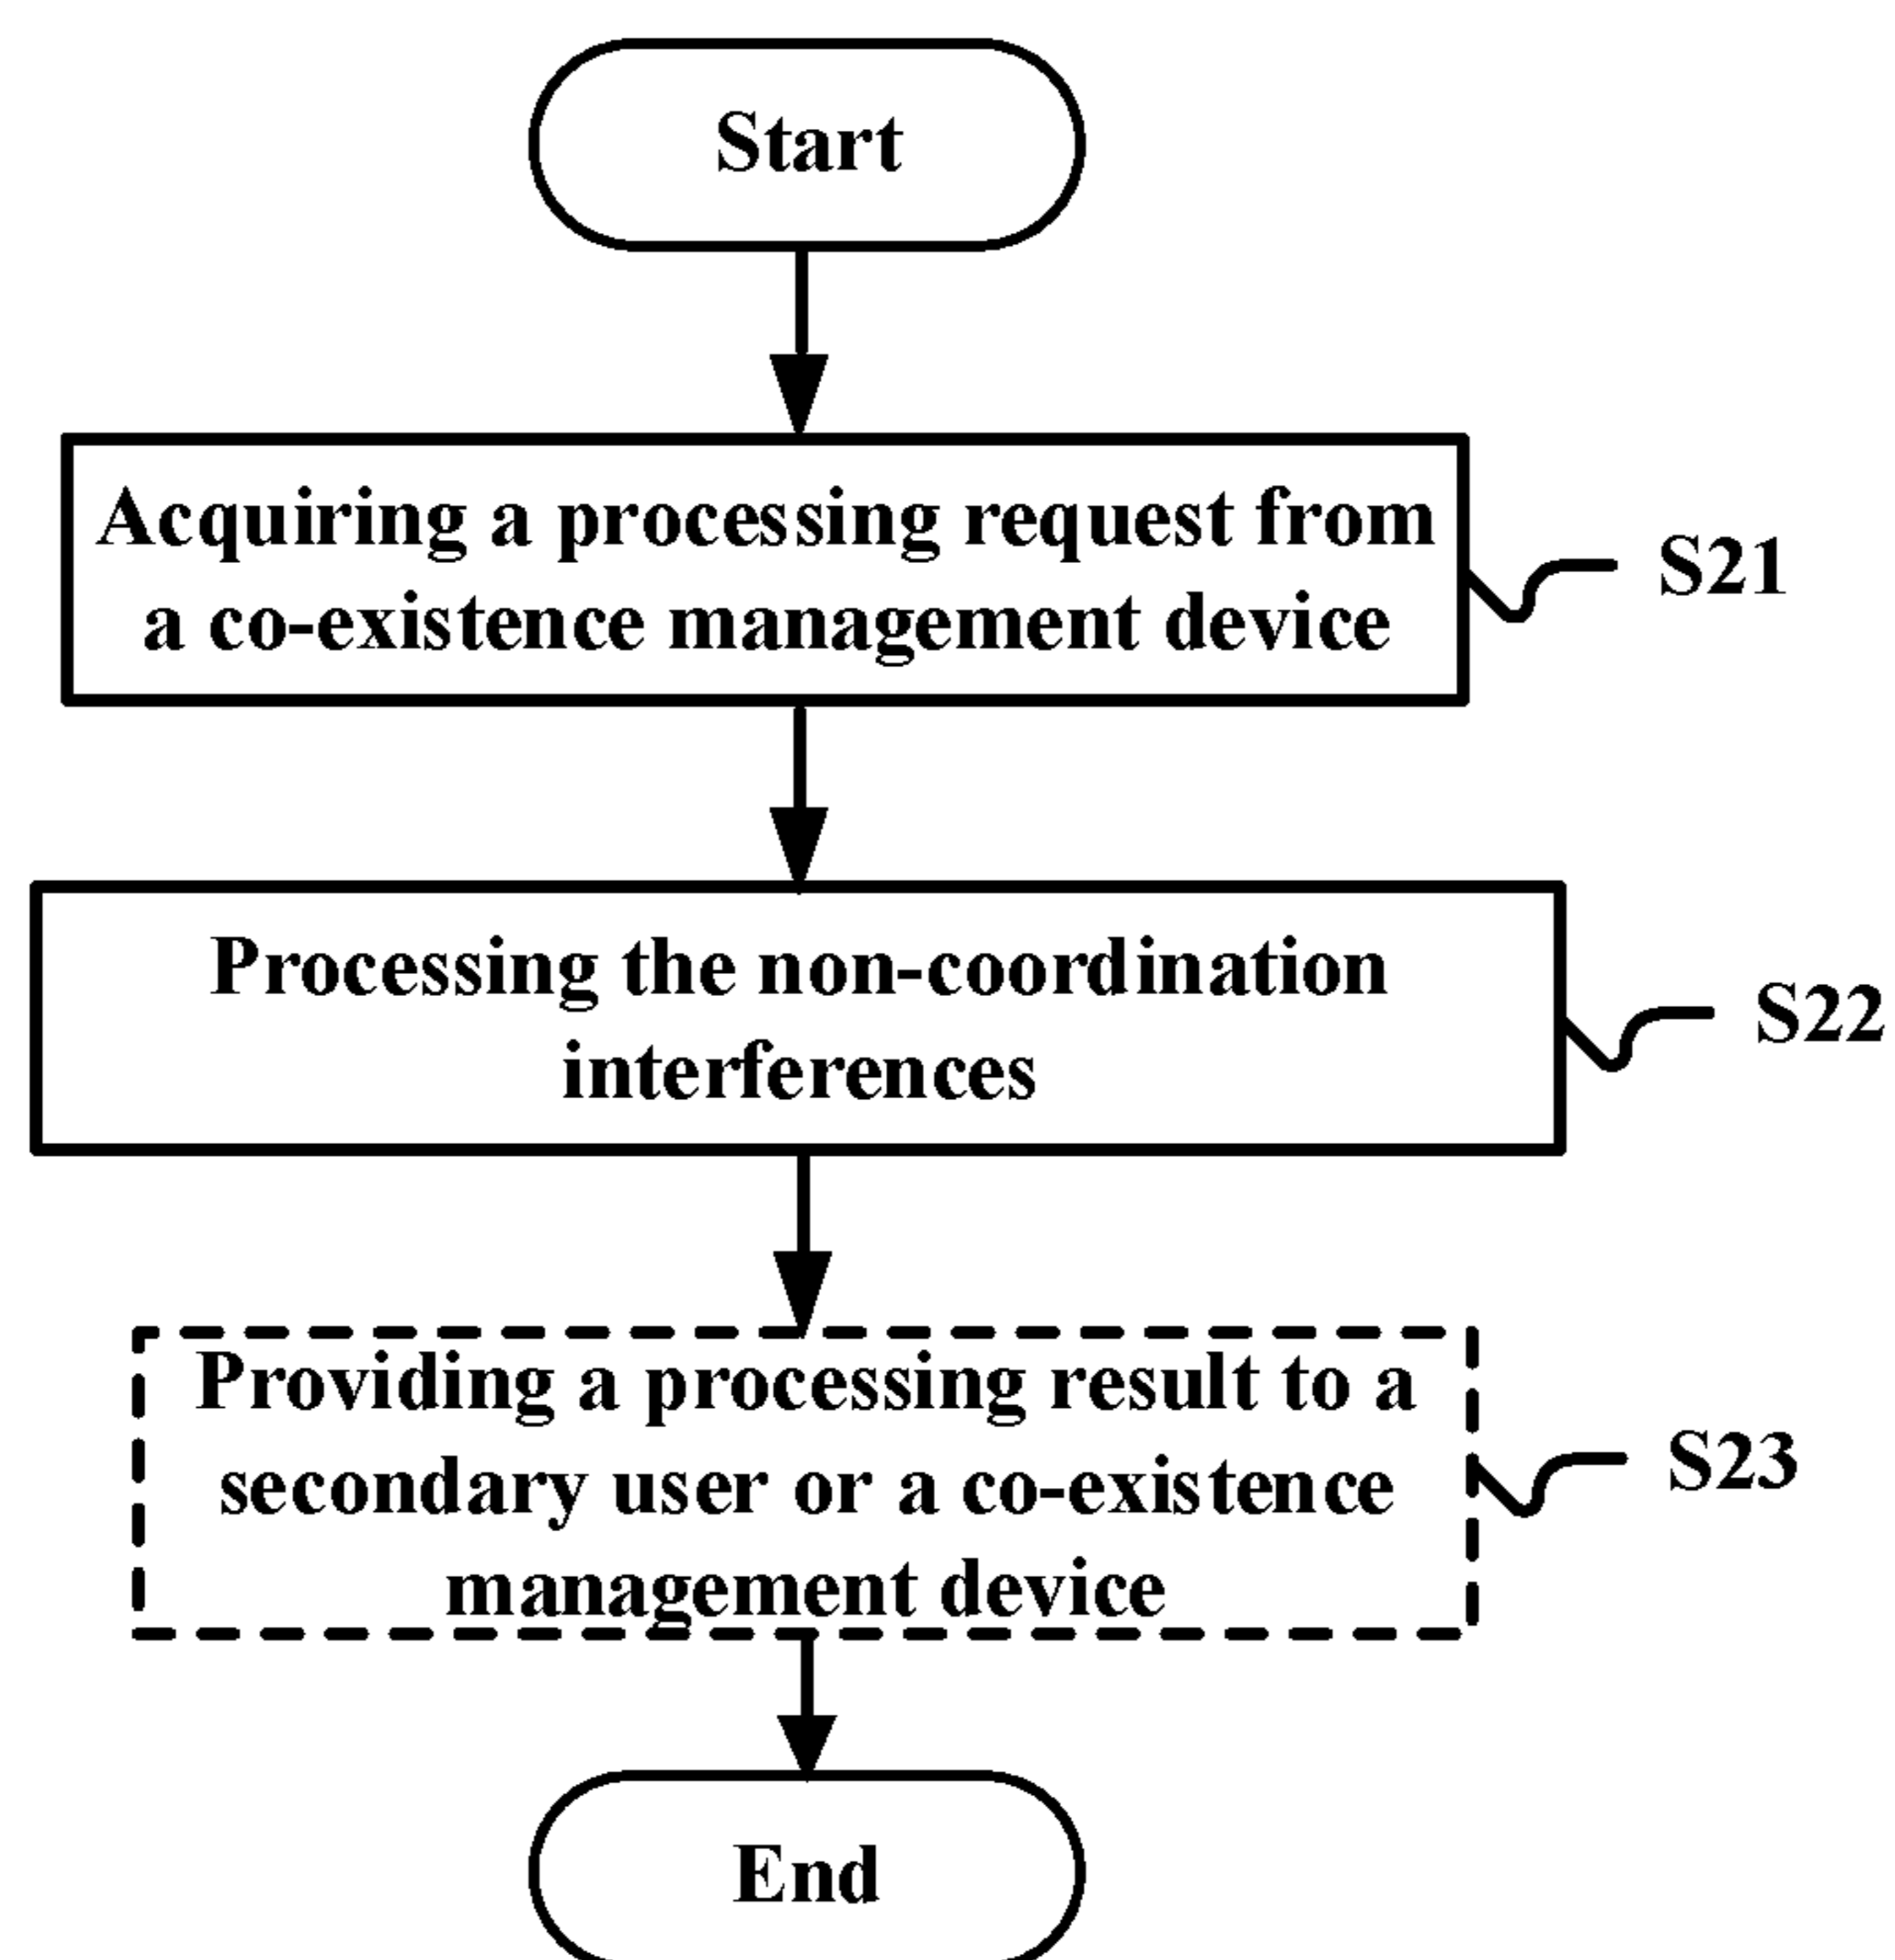 Start
Acquiring a processing request from
a co-existence management device
S21
Processing the non-coordination
interferences
S22
Providing a processing result to a
secondary user or a co-existence
management device
S23
End